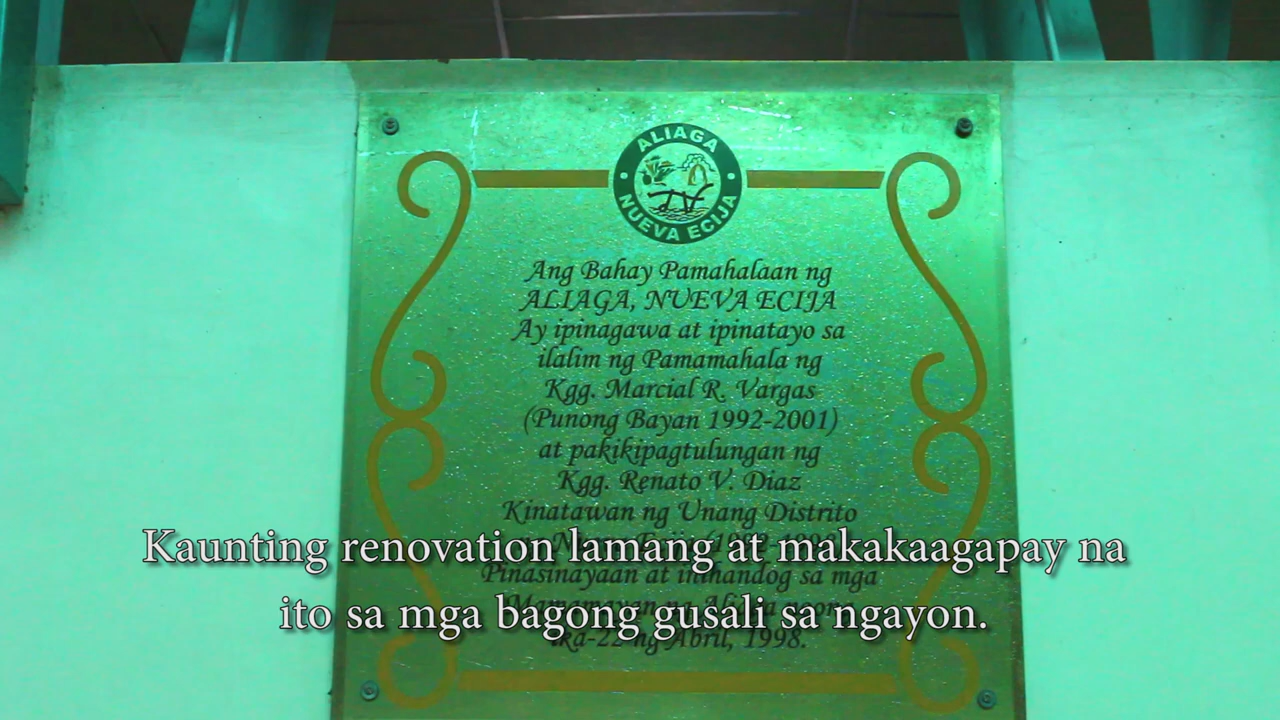 ALIAGA
NUEVA ECIJA
Ang Bahay Pamahalaan ng
ALIAGA, NUEVA ECIJA
Ay ipinagawa at ipinatayo sa
ilalim ng Pamamahala ng
Kgg. Marcial R. Vargas
(Punong Bayan 1992-2001)
at pakikipagtulungan ng
Kgg. Renato V. Diaz
Kinatawan ng Unang Distrito
Kaunting renovation lamang at makakaagapay na
Pinasinayaan at inihandog sa mga
ito sa mga bagong gusali sa ngayon.
ika-22 ng Abril, 1998.